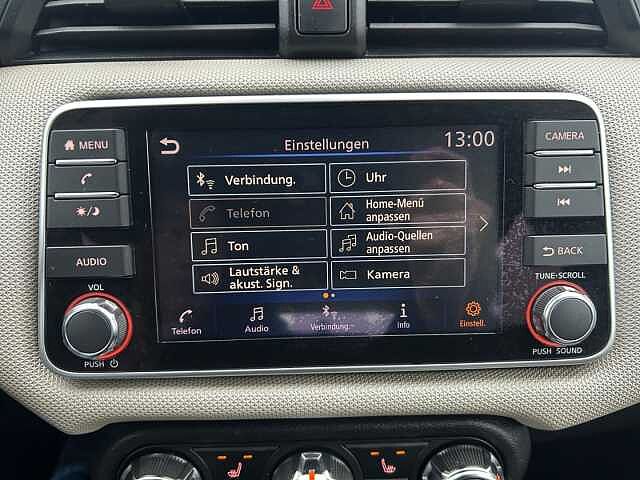 MENU
AUDIO
VOL
PUSH
Einstellungen
13:00
Verbindung.
Uhr
Telefon
Home-Menü
anpassen
Ton
Audio-Quellen
anpassen
Lautstärke &
akust. Sign.
Kamera
Telefon
Audio
Verbindung.
Info
Einstell.
CAMERA
BACK
TUNE-SCROLL
PUSH SOUND